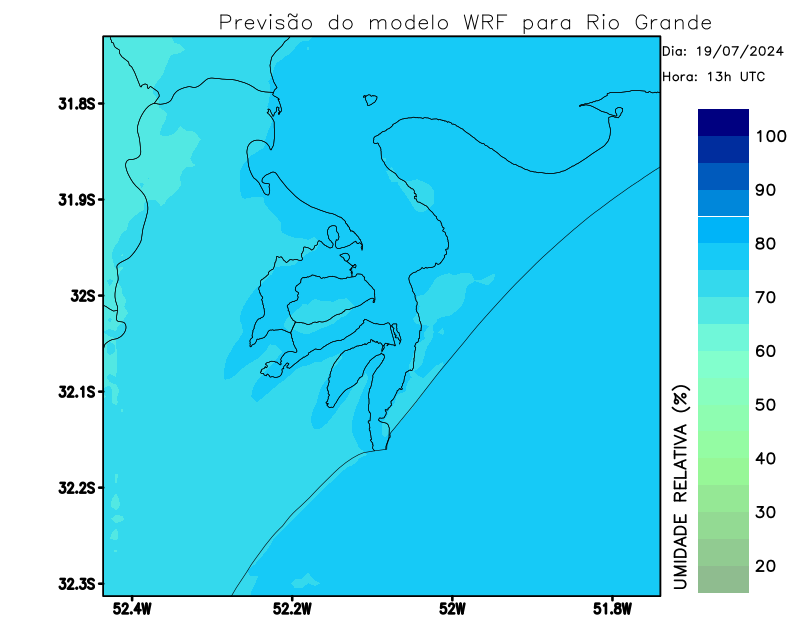 Previsão do modelo WRF para Rio Grande
Dia: 19/07/2024
Hora: 13h UTC
31.8S
31.9S
32S
32.1S
32.2S
32.3S
52.4W
52.2W
52W
51.8W
100
90
80
70
60
50
40
30
20
UMIDADE RELATIVA (%)